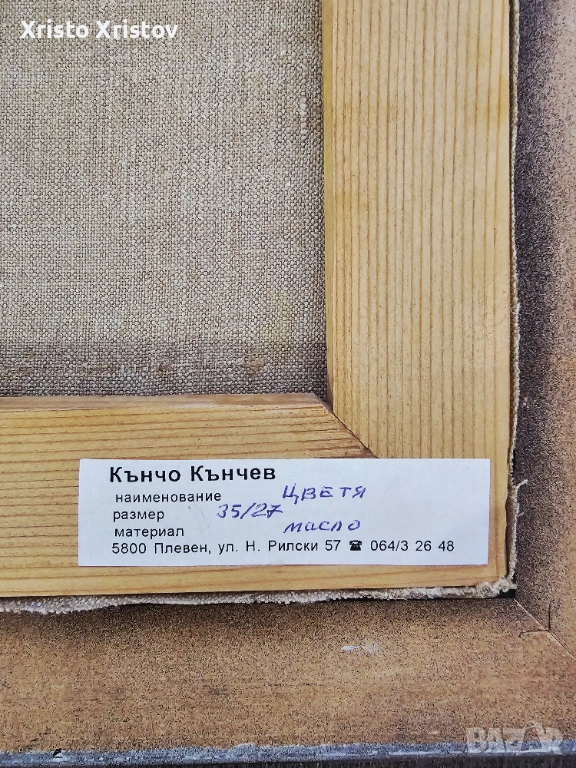 Xristo Xristov
Кънчо Кънчев
наименование ЦВЕТЯ
размер 35/27
материал масло
5800 Плевен, ул. Н. Рилски 57 ☎ 064/3 26 48
BAZAR